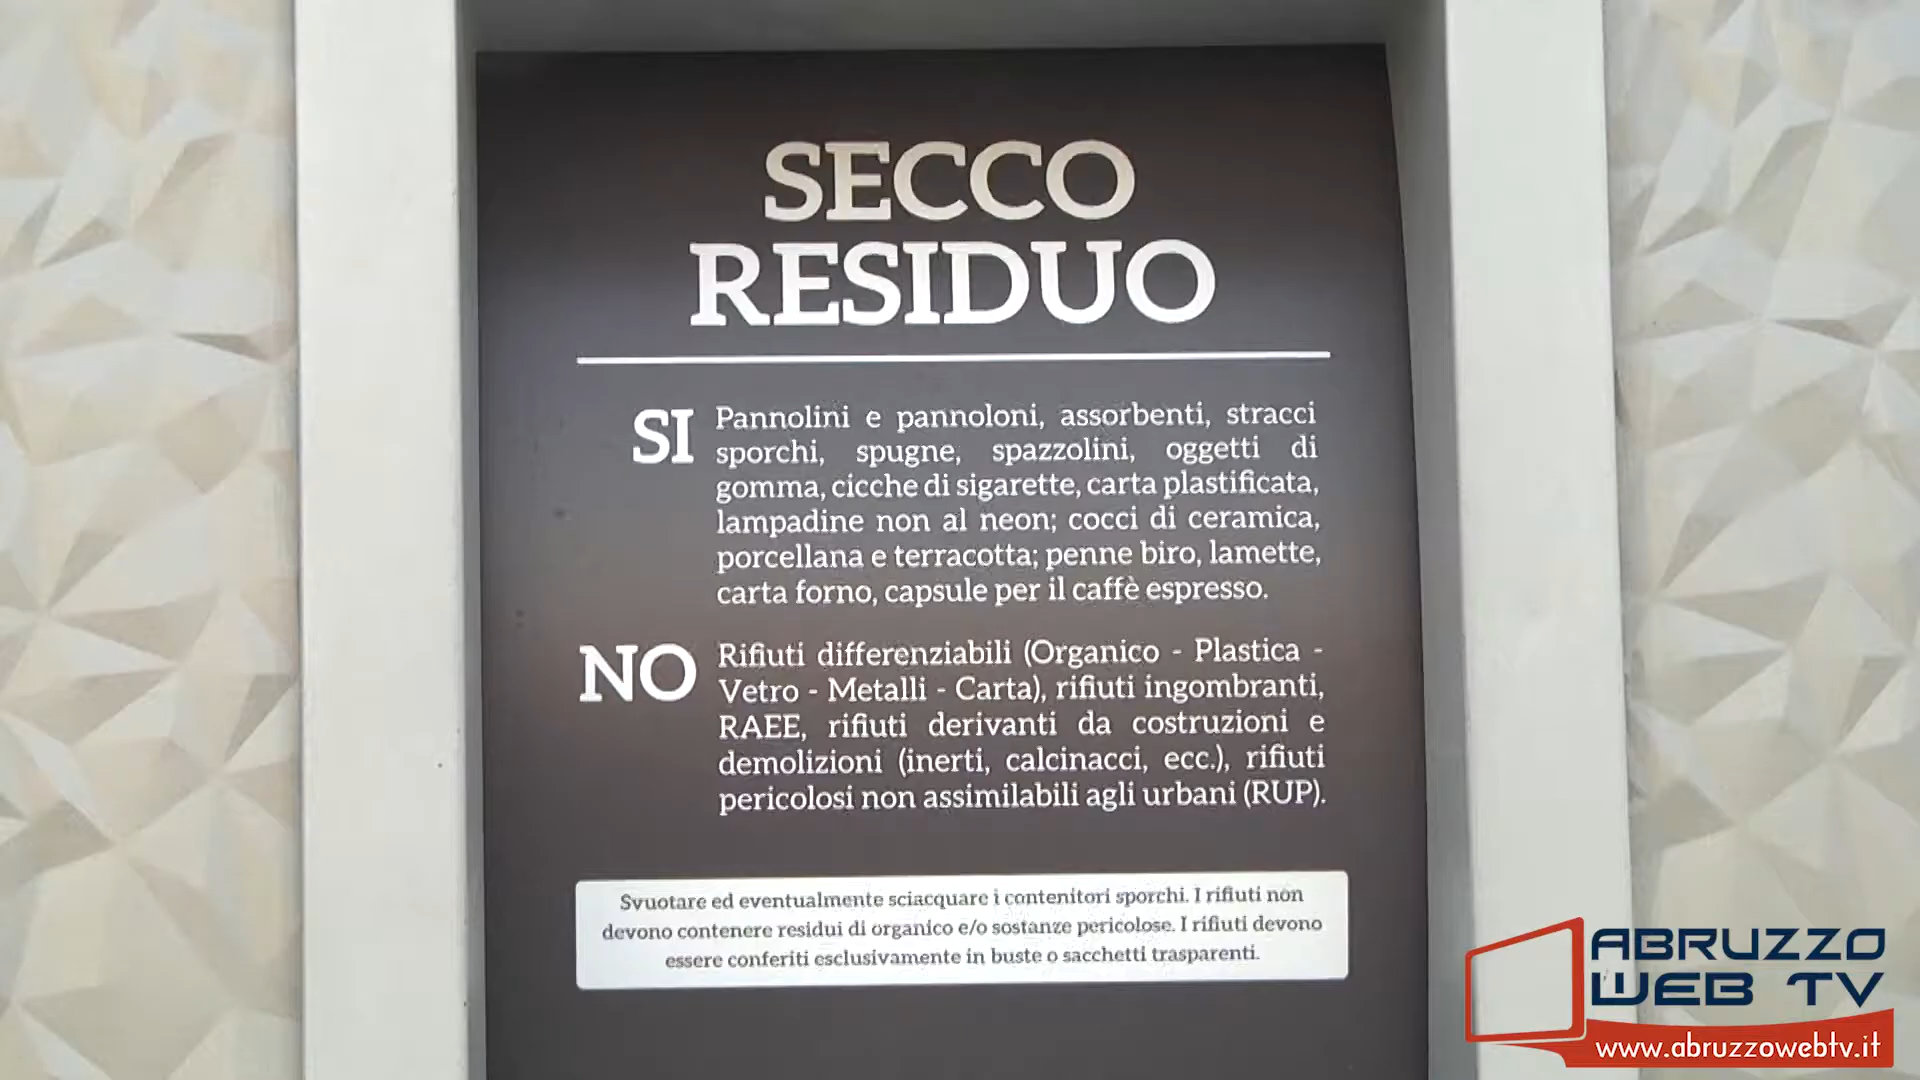 SECCO
RESIDUO
SI
Pannolini e pannoloni, assorbenti, stracci
sporchi, spugne, spazzolini, oggetti di
gomma, cicche di sigarette, carta plastificata,
lampadine non al neon; cocci di ceramica,
porcellana e terracotta; penne biro, lamette,
carta forno, capsule per il caffè espresso.
NO
Rifiuti differenziabili (Organico - Plastica -
Vetro - Metalli - Carta), rifiuti ingombranti,
RAEE, rifiuti derivanti da costruzioni e
demolizioni (inerti, calcinacci, ecc.), rifiuti
pericolosi non assimilabili agli urbani (RUP).
Svuotare ed eventualmente sciacquare i contenitori sporchi. I rifiuti non
devono contenere residui di organico e/o sostanze pericolose. I rifiuti devono
essere conferiti esclusivamente in buste o sacchetti trasparenti.
ABRUZZO
WEB TV
www.abruzzowebtv.it